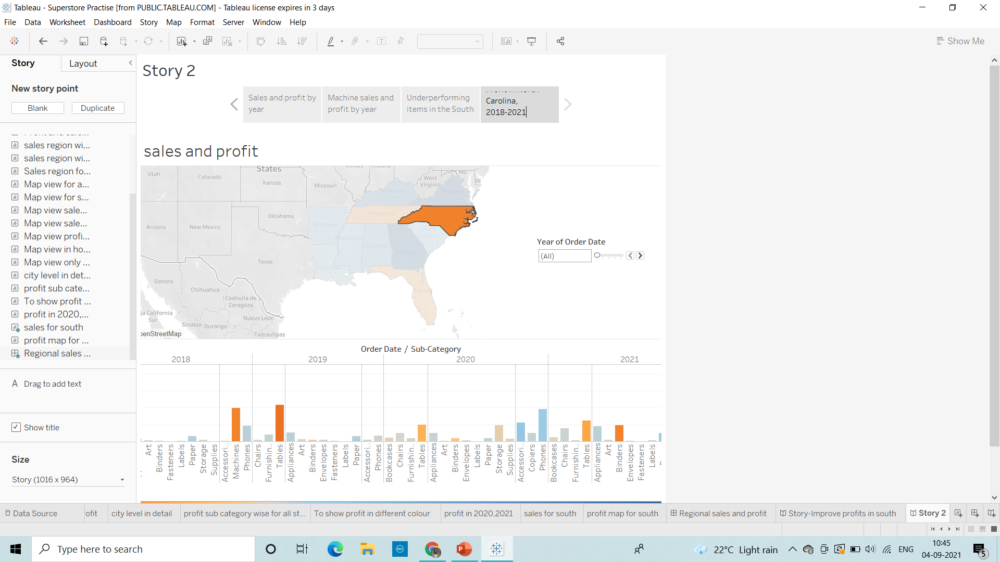 Tableau - Superstore Practise [from PUBLIC.TABLEAU.COM] - Tableau license expires in 3 days
File Data Worksheet Dashboard Story Map Format Server Window Help
Show Me
Story Layout
New story point
Blank Duplicate
sales region wi...
sales region wi...
Sales region fo...
Map view for a...
Map view for s...
Map view sale...
Map view sale...
Map view profi...
Map view in ho...
Map view only ...
city level in det...
profit sub cate...
To show profit ...
profit in 2020,...
sales for south
profit map for ...
Regional sales ...
A Drag to add text
Show title
Size
Story (1016 x 964)
Story 2
Sales and profit by
year
Machine sales and
profit by year
Underperforming
items in the South
Carolina,
2018-2021
sales and profit
States
Utah
Colorado
Kansas
Missouri
West
Virginia
MD
DE
Kentucky
Virginia
Oklahoma
Tennessee
Arizona
New Mexico
Arkansas
South
Carolina
Mississippi
Alabama
Georgia
Texas
Louisiana
Sonora
Chihuahua
Coahuila de
Zaragoza
Florida
ja California
Sur
Sinaloa
Durango
Nuevo León
Tamaulipas
penStreetMap
Year of Order Date
(All)
Order Date / Sub-Category
2018 2019 2020 2021
Art
Binders
Fasteners
Labels
Paper
Storage
Supplies
Accessori..
Machines
Phones
Chairs
Furnishin..
Tables
Appliances
Art
Binders
Envelopes
Fasteners
Labels
Paper
Accessori..
Phones
Bookcases
Chairs
Furnishin..
Tables
Appliances
Art
Binders
Envelopes
Labels
Paper
Storage
Supplies
Accessori..
Copiers
Phones
Bookcases
Chairs
Furnishin..
Tables
Appliances
Art
Binders
Envelopes
Fasteners
Labels
Data Source rofit city level in detail profit sub category wise for all st... To show profit in different colour profit in 2020,2021 sales for south profit map for south Regional sales and profit Story-Improve profits in south Story 2
Type here to search
DELL
P
22°C Light rain
ENG
10:45
04-09-2021
5